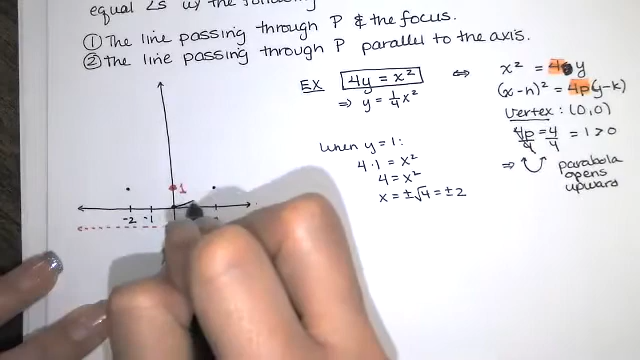 equal ∠s w/ the following
① The line passing through P & the focus.
② the line passing through P parallel to the axis.
EX 4y = x² ⇔ x² = 4 y
⇒ y = ¼x² (x-h)² = 4p(y-k)
vertex: (0,0)
4p/4 = 4/4 = 1 > 0
⇒ parabola opens upward
When y = 1:
4·1 = x²
4 = x²
x = ±√4 = ±2
1
-2 -1